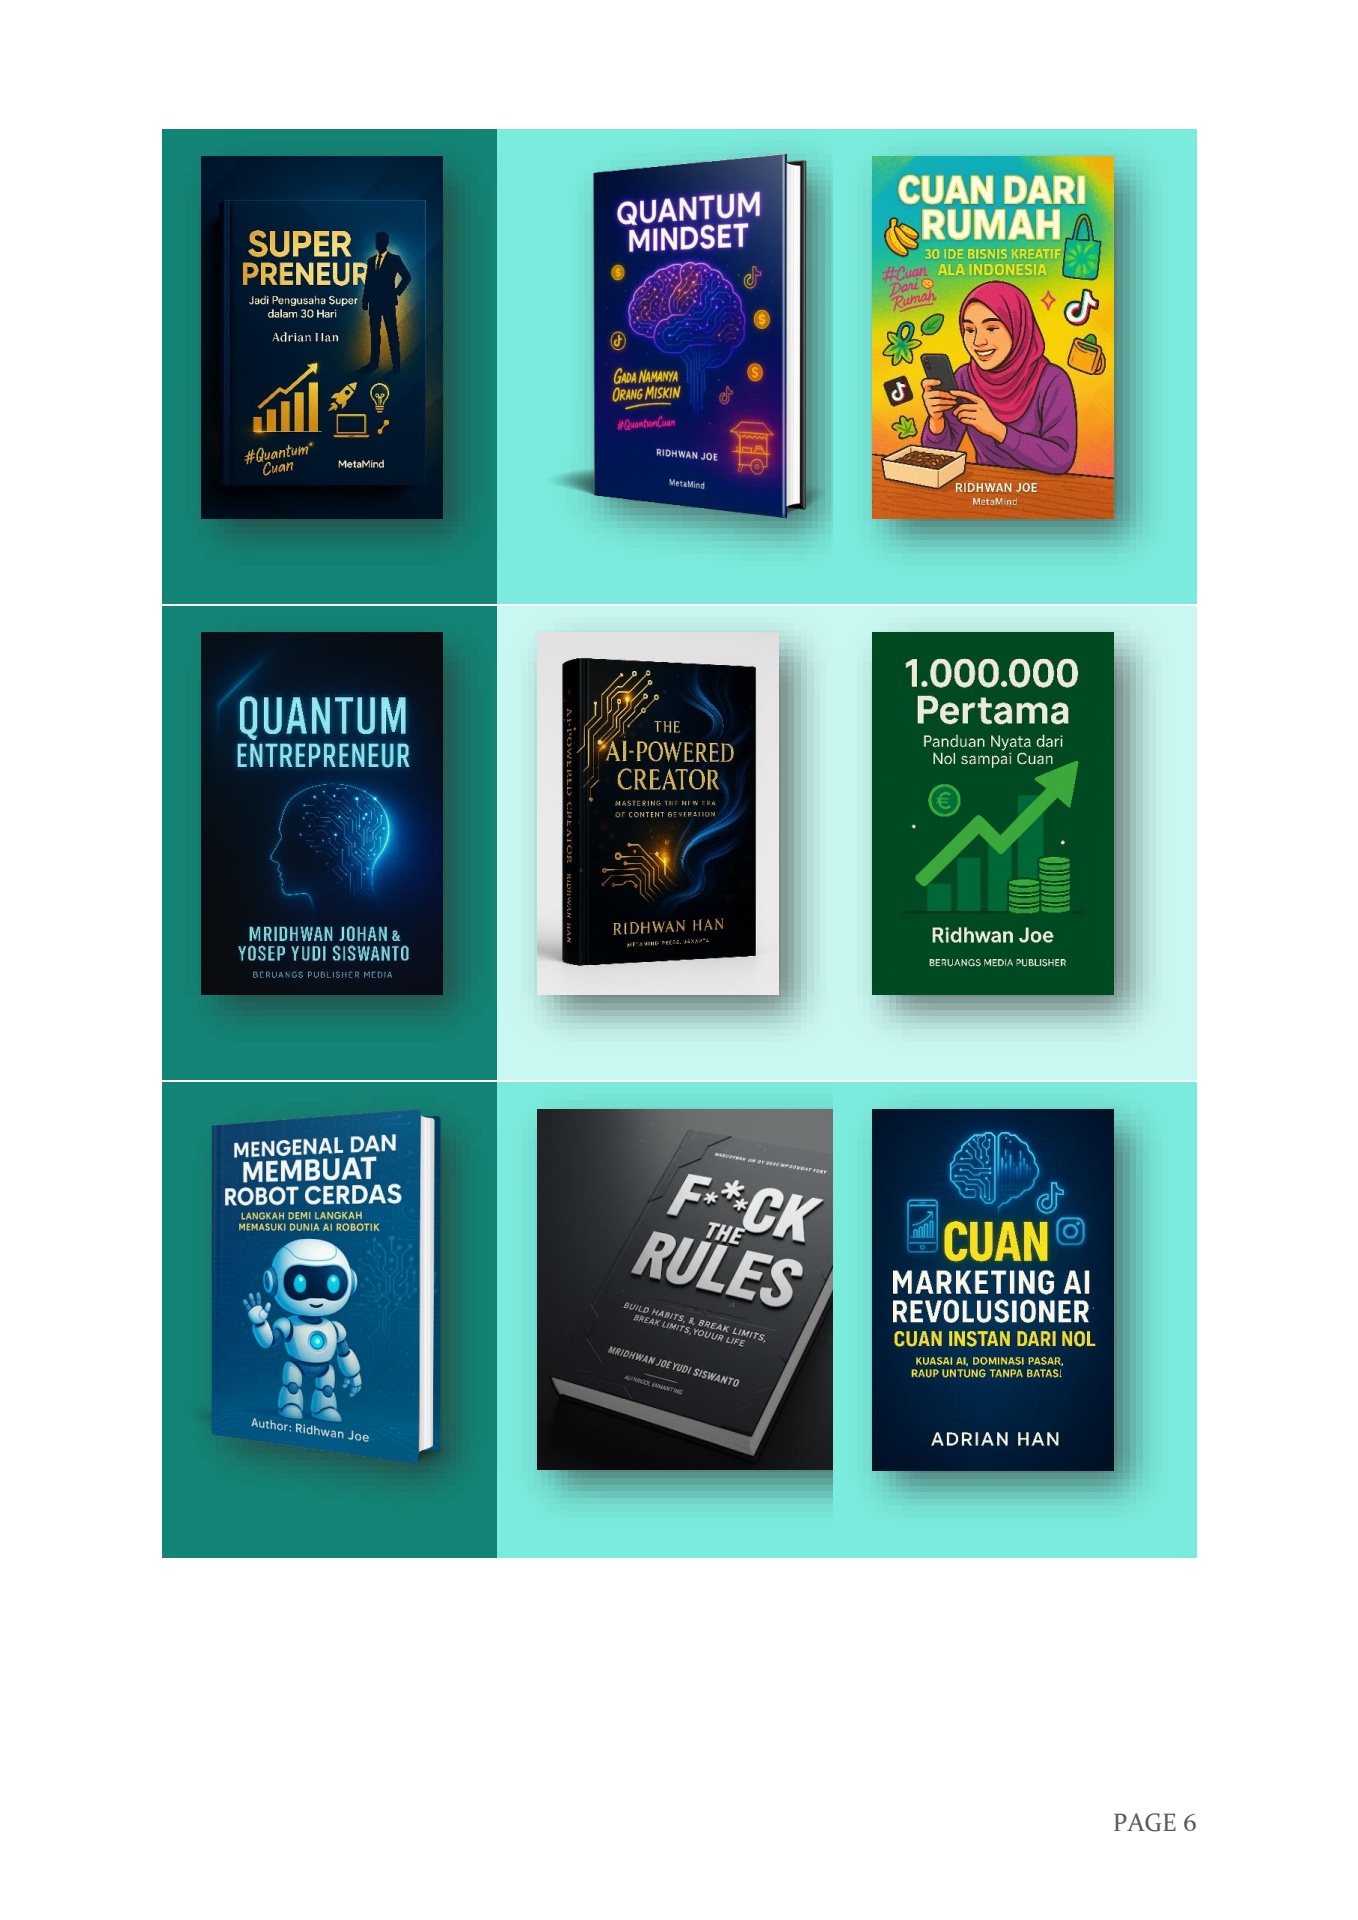 SUPER
PRENEUR
Jadi Pengusaha Super
dalam 30 Hari
Adrian Han
#Quantum
Cuan
MetaMind
QUANTUM
MINDSET
GADA NAMANYA
ORANG MISKIN
#QuantumCuan
RIDHWAN JOE
MetaMind
CUAN DARI
RUMAH
30 IDE BISNIS KREATIF
ALA INDONESIA
#Cuan
Dari
Rumah
RIDHWAN JOE
MetaMind
QUANTUM
ENTREPRENEUR
MRIDHWAN JOHAN &
YOSEP YUDI SISWANTO
BERUANGS PUBLISHER MEDIA
AI-POWERED CREATOR RIDHWAN HAN
THE
AI-POWERED
CREATOR
MASTERING THE NEW ERA
OF CONTENT GENERATION
RIDHWAN HAN
1.000.000
Pertama
Panduan Nyata dari
Nol sampai Cuan
Ridhwan Joe
BERUANGS MEDIA PUBLISHER
MENGENAL DAN
MEMBUAT
ROBOT CERDAS
LANGKAH DEMI LANGKAH
MEMASUKI DUNIA AI ROBOTIK
Author: Ridhwan Joe
F**CK
THE
RULES
BUILD HABITS, 8, BREAK LIMITS,
BREAK LIMITS, YOUUR LIFE
MRIDHWAN JOE YUDI SISWANTO
CUAN
MARKETING AI
REVOLUSIONER
CUAN INSTAN DARI NOL
KUASAI AI, DOMINASI PASAR,
RAUP UNTUNG TANPA BATAS!
ADRIAN HAN
PAGE 6